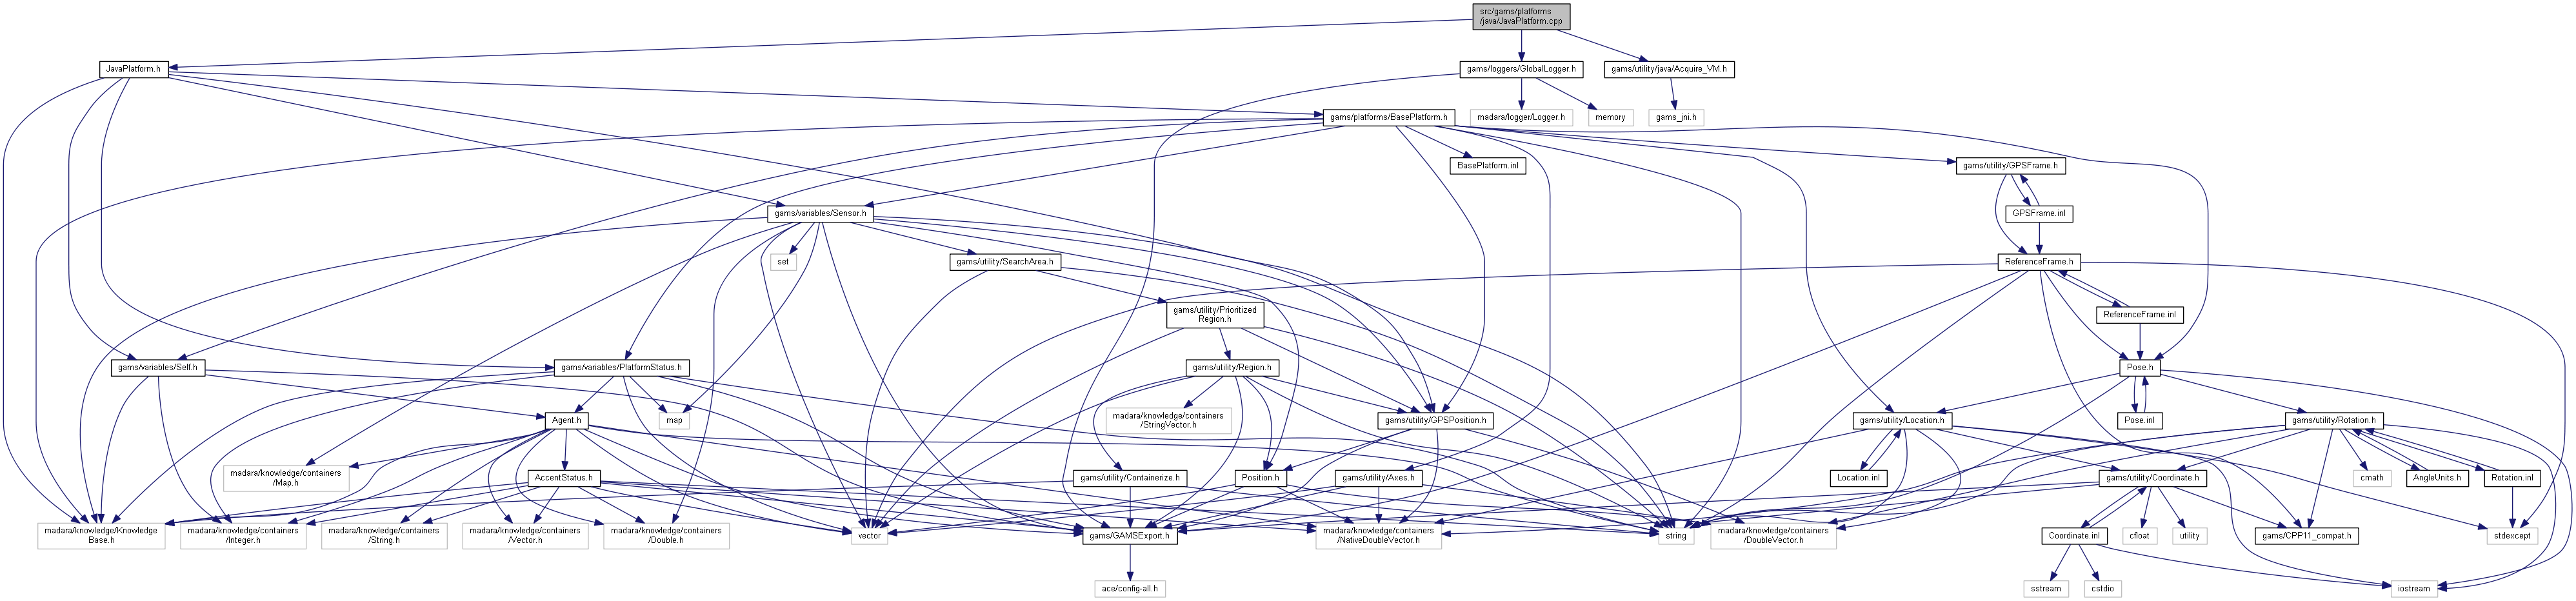 src/gams/platforms
/java/JavaPlatform.cpp
JavaPlatform.h
gams/loggers/GlobalLogger.h
gams/utility/java/Acquire_VM.h
gams/platforms/BasePlatform.h
madara/logger/Logger.h
memory
gams_jni.h
BasePlatform.inl
gams/utility/GPSFrame.h
gams/variables/Sensor.h
GPSFrame.inl
set
gams/utility/SearchArea.h
ReferenceFrame.h
gams/utility/Prioritized
Region.h
ReferenceFrame.inl
gams/variables/Self.h
gams/variables/PlatformStatus.h
gams/utility/Region.h
Pose.h
Agent.h
map
madara/knowledge/containers
/StringVector.h
gams/utility/GPSPosition.h
gams/utility/Location.h
Pose.inl
gams/utility/Rotation.h
madara/knowledge/containers
/Map.h
AccentStatus.h
gams/utility/Containerize.h
Position.h
gams/utility/Axes.h
Location.inl
gams/utility/Coordinate.h
cmath
AngleUnits.h
Rotation.inl
madara/knowledge/Knowledge
Base.h
madara/knowledge/containers
/Integer.h
madara/knowledge/containers
/String.h
madara/knowledge/containers
/Vector.h
madara/knowledge/containers
/Double.h
vector
gams/GAMSExport.h
madara/knowledge/containers
/NativeDoubleVector.h
string
madara/knowledge/containers
/DoubleVector.h
Coordinate.inl
cfloat
utility
gams/CPP11_compat.h
stdexcept
ace/config-all.h
sstream
cstdio
iostream